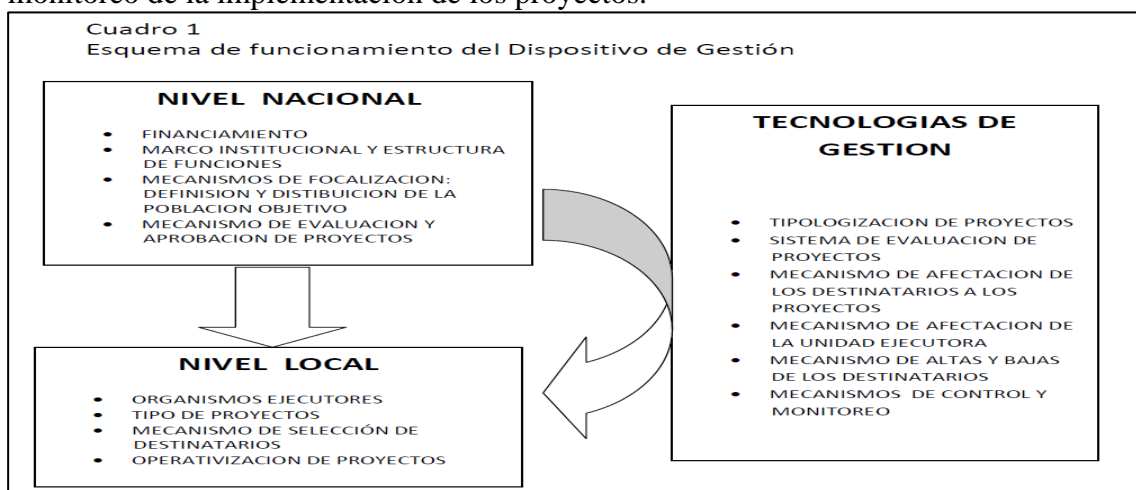 monitoreo de la implementación de los proyectos.
Cuadro 1
Esquema de funcionamiento del Dispositivo de Gestión
NIVEL NACIONAL
• FINANCIAMIENTO
• MARCO INSTITUCIONAL Y ESTRUCTURA
DE FUNCIONES
• MECANISMOS DE FOCALIZACION:
DEFINISION Y DISTIBUICION DE LA
POBLACION OBJETIVO
• MECANISMO DE EVALUACION Y
APROBACION DE PROYECTOS
NIVEL LOCAL
• ORGANISMOS EJECUTORES
• TIPO DE PROYECTOS
• MECANISMO DE SELECCIÓN DE
DESTINATARIOS
• OPERATIVIZACION DE PROYECTOS
TECNOLOGIAS DE
GESTION
• TIPOLOGIZACION DE PROYECTOS
• SISTEMA DE EVALUACION DE
PROYECTOS
• MECANISMO DE AFECTACION DE
LOS DESTINATARIOS A LOS
PROYECTOS
• MECANISMO DE AFECTACION DE
LA UNIDAD EJECUTORA
• MECANISMO DE ALTAS Y BAJAS
DE LOS DESTINATARIOS
• MECANISMOS DE CONTROL Y
MONITOREO